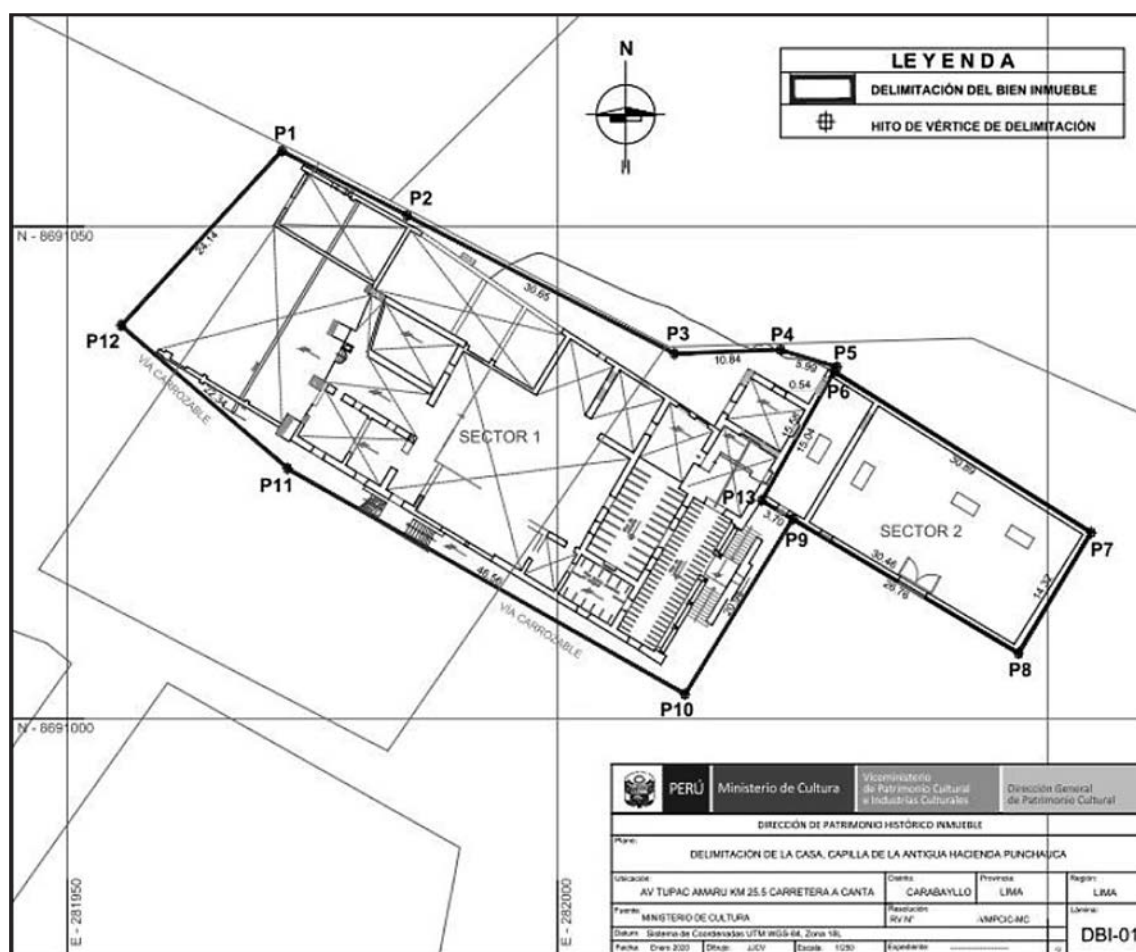 LEYENDA
DELIMITACIÓN DEL BIEN INMUEBLE
HITO DE VÉRTICE DE DELIMITACIÓN
N
P1
P2
N - 8691050
24.14
30.65
P3
P4
10.84
5.99
P5
0.54
P6
P12
VÍA CARROZABLE
22.34
SECTOR 1
15.04
30.89
P11
P13
3.70
P9
SECTOR 2
P7
30.46
26.76
14.32
P8
46.56
VÍA CARROZABLE
P10
N - 8691000
E - 281950
E - 282000
PERÚ
Ministerio de Cultura
Viceministerio
de Patrimonio Cultural
e Industrias Culturales
Dirección General
de Patrimonio Cultural
DIRECCIÓN DE PATRIMONIO HISTÓRICO INMUEBLE
Plano:
DELIMITACIÓN DE LA CASA, CAPILLA DE LA ANTIGUA HACIENDA PUNCHAUCA
Ubicación:
AV TUPAC AMARU KM 25.5 CARRETERA A CANTA
Distrito:
CARABAYLLO
Provincia:
LIMA
Región:
LIMA
Fuente:
MINISTERIO DE CULTURA
Resolución:
RV N° /VMPCIC-MC
Lámina:
DBI-01
Datum: Sistema de Coordenadas UTM WGS-84, Zona 18L
Fecha: Enero 2020
Dibujo: JJCV
Escala: 1/250
Expediente: